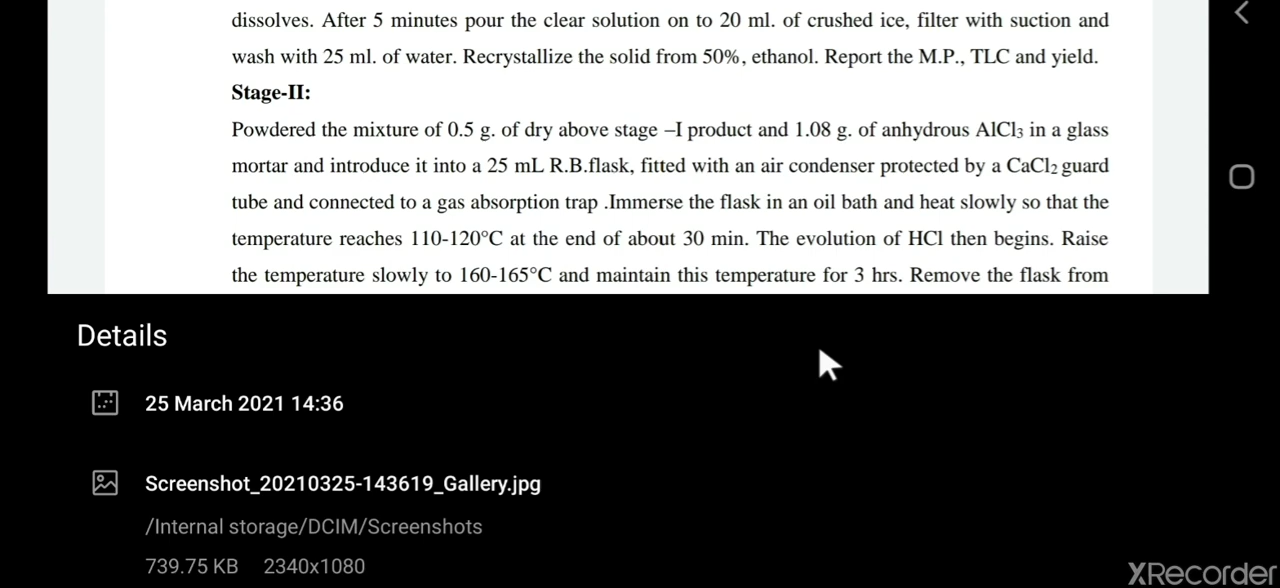 dissolves. After 5 minutes pour the clear solution on to 20 ml. of crushed ice, filter with suction and
wash with 25 ml. of water. Recrystallize the solid from 50%, ethanol. Report the M.P., TLC and yield.
Stage-II:
Powdered the mixture of 0.5 g. of dry above stage –I product and 1.08 g. of anhydrous AlCl₃ in a glass
mortar and introduce it into a 25 mL R.B.flask, fitted with an air condenser protected by a CaCl₂ guard
tube and connected to a gas absorption trap .Immerse the flask in an oil bath and heat slowly so that the
temperature reaches 110-120°C at the end of about 30 min. The evolution of HCl then begins. Raise
the temperature slowly to 160-165°C and maintain this temperature for 3 hrs. Remove the flask from
Details
25 March 2021 14:36
Screenshot_20210325-143619_Gallery.jpg
/Internal storage/DCIM/Screenshots
739.75 KB 2340x1080
XRecorder